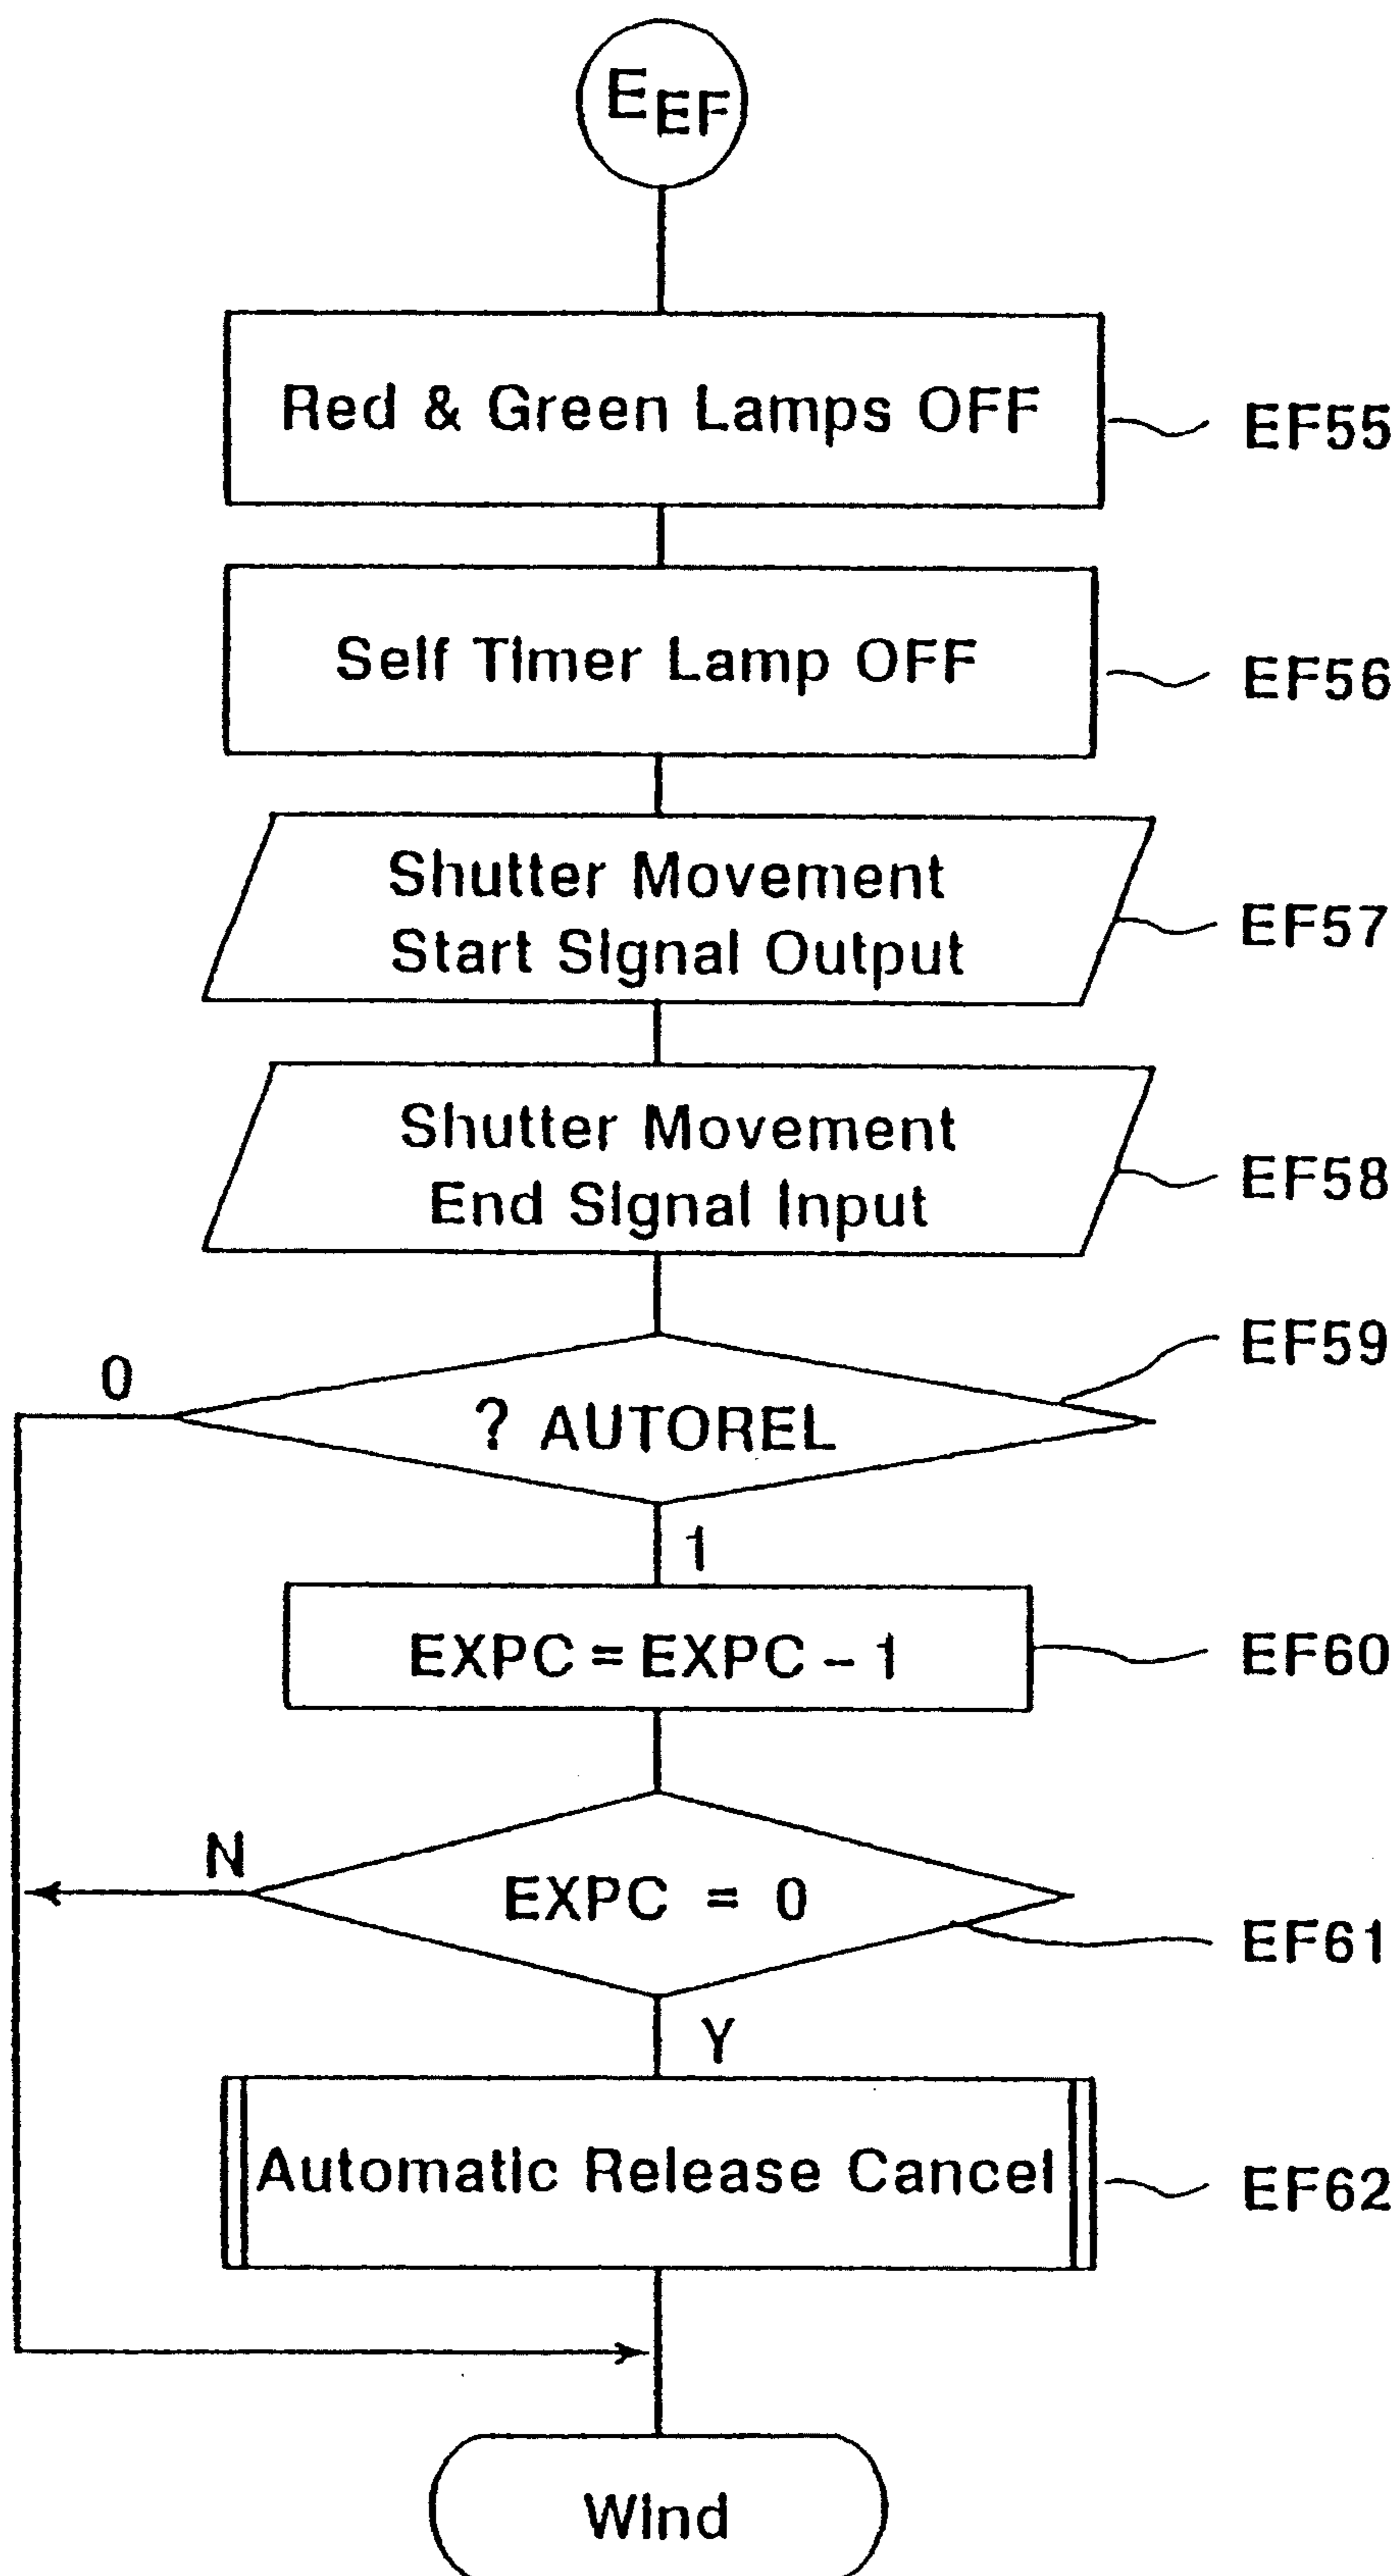 EEF
Red & Green Lamps OFF
EF55
Self Timer Lamp OFF
EF56
Shutter Movement
Start Signal Output
EF57
Shutter Movement
End Signal Input
EF58
EF59
0
? AUTOREL
1
EXPC = EXPC - 1
EF60
N
EXPC = 0
EF61
Y
Automatic Release Cancel
EF62
Wind